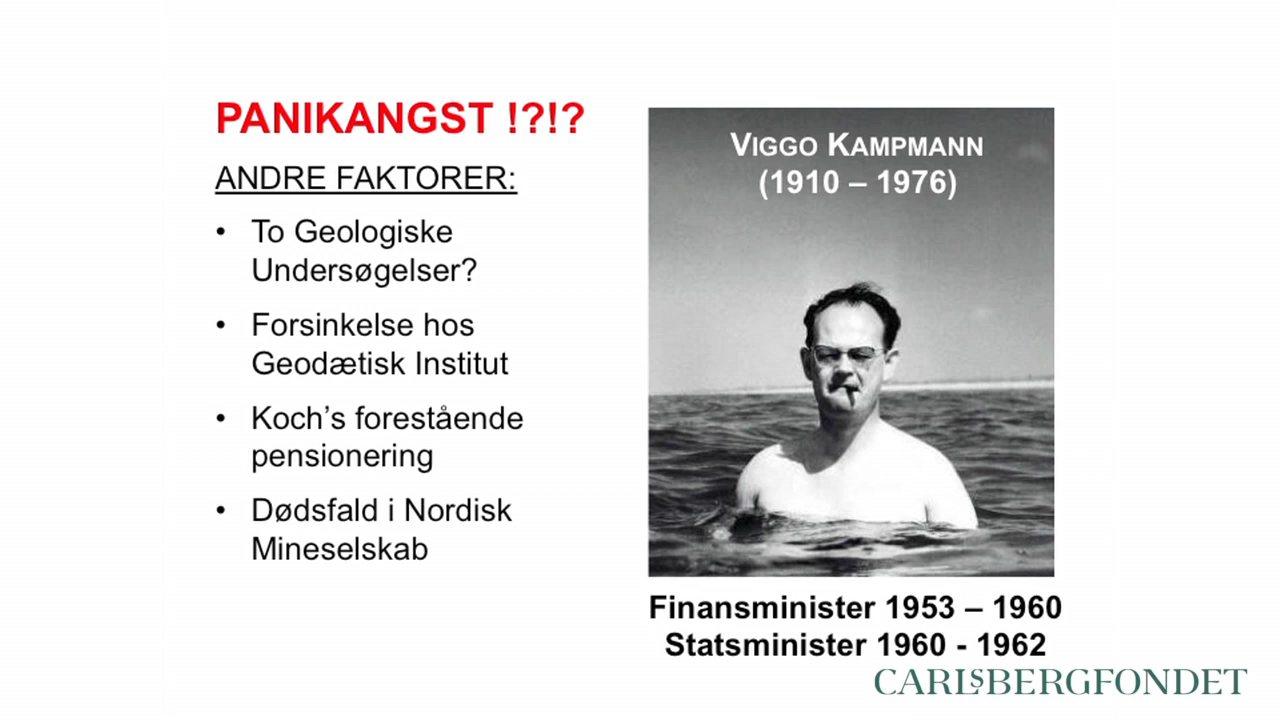 PANIKANGST !?!?
ANDRE FAKTORER:
• To Geologiske
Undersøgelser?
• Forsinkelse hos
Geodætisk Institut
• Koch’s forestående
pensionering
• Dødsfald i Nordisk
Mineselskab
VIGGO KAMPMANN
(1910 – 1976)
Finansminister 1953 – 1960
Statsminister 1960 - 1962
CARLSBERGFONDET